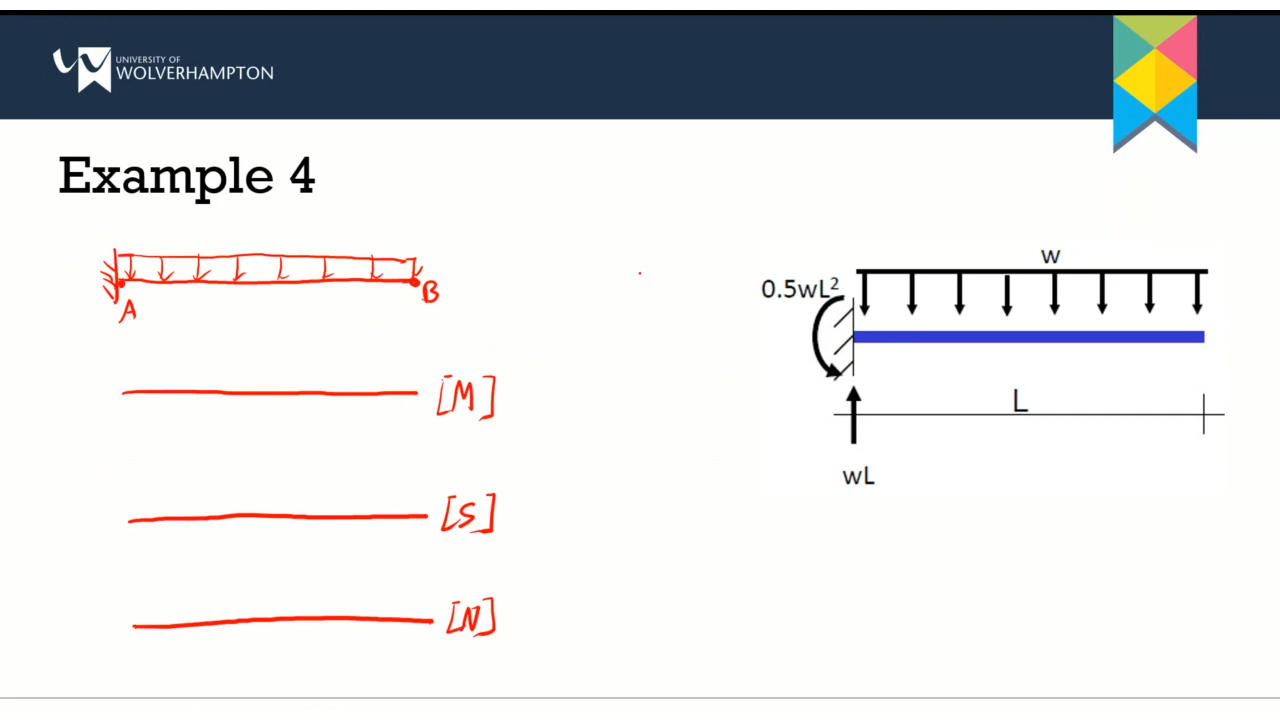 UNIVERSITY OF
WOLVERHAMPTON
Example 4
A
B
[M]
[S]
[N]
w
0.5wL²
L
wL